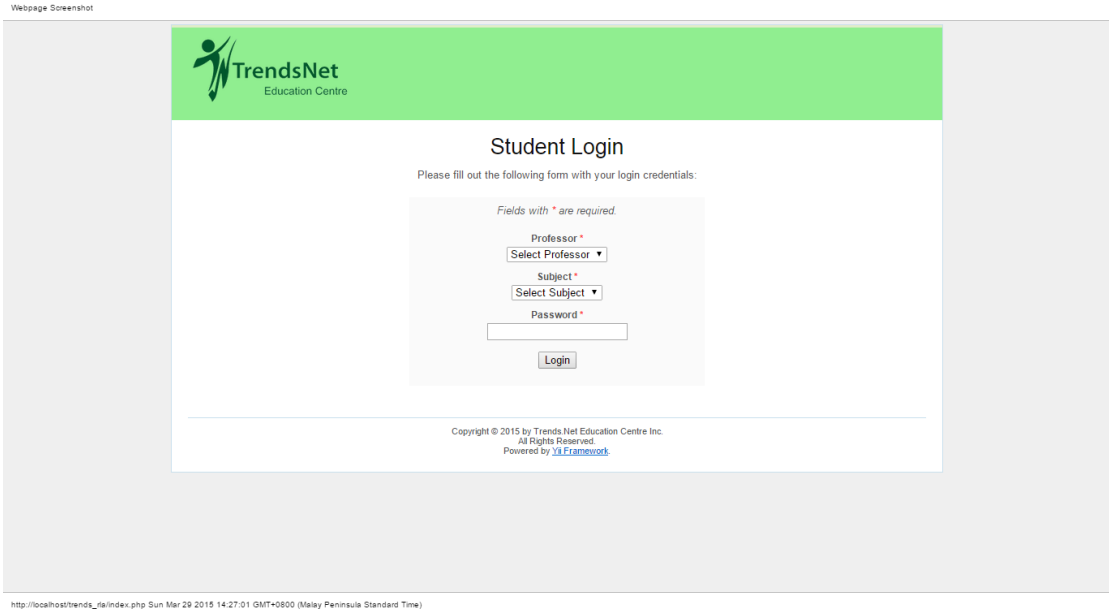 Webpage Screenshot
TrendsNet
Education Centre
Student Login
Please fill out the following form with your login credentials:
Fields with * are required.
Professor *
Select Professor ▼
Subject *
Select Subject ▼
Password *
Login
Copyright © 2015 by Trends.Net Education Centre Inc.
All Rights Reserved.
Powered by Yii Framework.
http://localhost/trends_rla/index.php Sun Mar 29 2015 14:27:01 GMT+0800 (Malay Peninsula Standard Time)